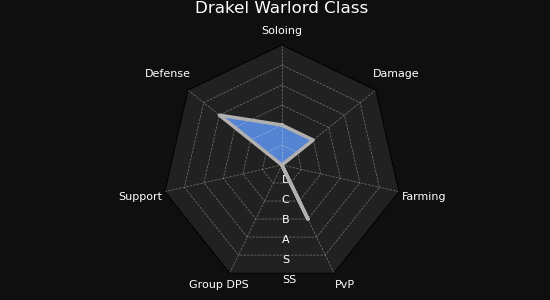 Drakel Warlord Class
Soloing
Defense
Damage
Support
Farming
D
C
B
A
S
SS
Group DPS
PvP